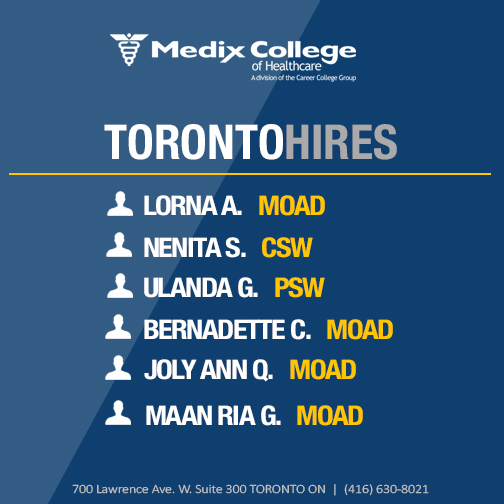 Medix College
of Healthcare
A division of the Career College Group
TORONTOHIRES
LORNA A. MOAD
NENITA S. CSW
ULANDA G. PSW
BERNADETTE C. MOAD
JOLY ANN Q. MOAD
MAAN RIA G. MOAD
700 Lawrence Ave. W. Suite 300 TORONTO ON | (416) 630-8021